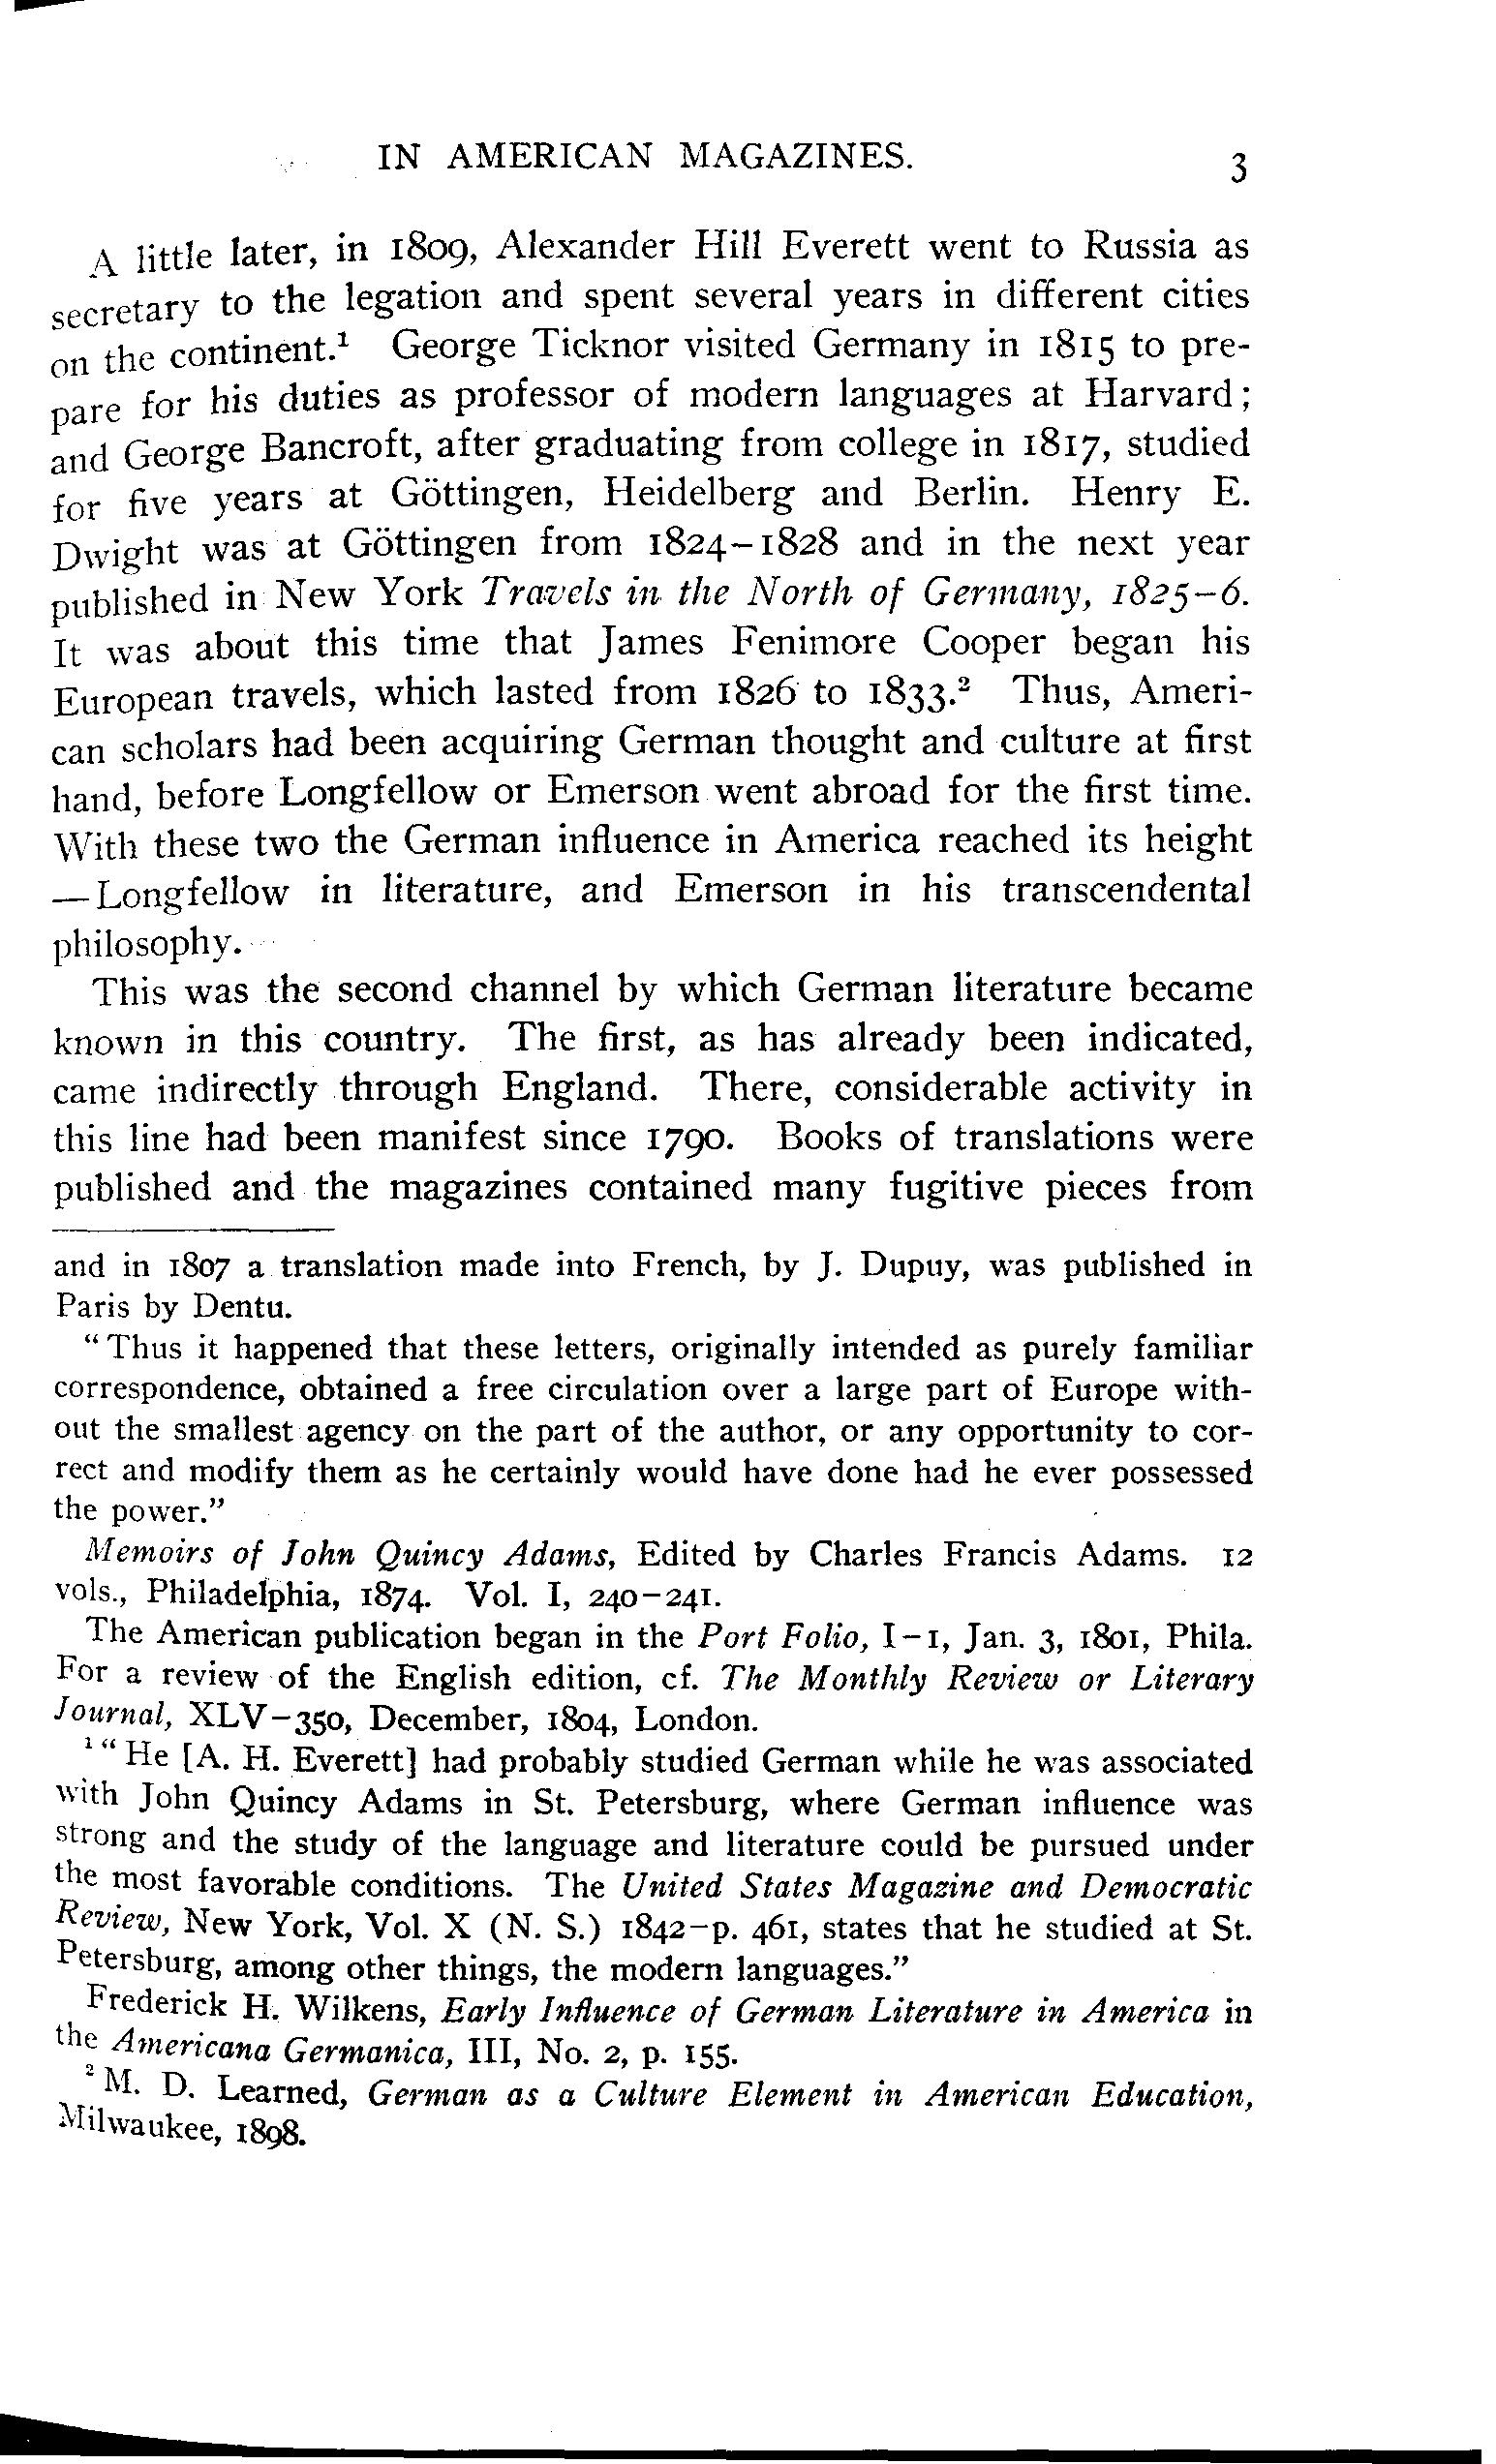 IN AMERICAN MAGAZINES. 3
A little later, in 1809, Alexander Hill Everett went to Russia as
secretary to the legation and spent several years in different cities
on the continent.¹ George Ticknor visited Germany in 1815 to pre-
pare for his duties as professor of modern languages at Harvard;
and George Bancroft, after graduating from college in 1817, studied
for five years at Göttingen, Heidelberg and Berlin. Henry E.
Dwight was at Göttingen from 1824–1828 and in the next year
published in New York Travels in the North of Germany, 1825–6.
It was about this time that James Fenimore Cooper began his
European travels, which lasted from 1826 to 1833.² Thus, Ameri-
can scholars had been acquiring German thought and culture at first
hand, before Longfellow or Emerson went abroad for the first time.
With these two the German influence in America reached its height
—Longfellow in literature, and Emerson in his transcendental
philosophy.
This was the second channel by which German literature became
known in this country. The first, as has already been indicated,
came indirectly through England. There, considerable activity in
this line had been manifest since 1790. Books of translations were
published and the magazines contained many fugitive pieces from
and in 1807 a translation made into French, by J. Dupuy, was published in
Paris by Dentu.
“Thus it happened that these letters, originally intended as purely familiar
correspondence, obtained a free circulation over a large part of Europe with-
out the smallest agency on the part of the author, or any opportunity to cor-
rect and modify them as he certainly would have done had he ever possessed
the power.”
Memoirs of John Quincy Adams, Edited by Charles Francis Adams. 12
vols., Philadelphia, 1874. Vol. I, 240–241.
The American publication began in the Port Folio, I–1, Jan. 3, 1801, Phila.
For a review of the English edition, cf. The Monthly Review or Literary
Journal, XLV–350, December, 1804, London.
¹ “He [A. H. Everett] had probably studied German while he was associated
with John Quincy Adams in St. Petersburg, where German influence was
strong and the study of the language and literature could be pursued under
the most favorable conditions. The United States Magazine and Democratic
Review, New York, Vol. X (N. S.) 1842–p. 461, states that he studied at St.
Petersburg, among other things, the modern languages.”
Frederick H. Wilkens, Early Influence of German Literature in America in
the Americana Germanica, III, No. 2, p. 155.
² M. D. Learned, German as a Culture Element in American Education,
Milwaukee, 1898.